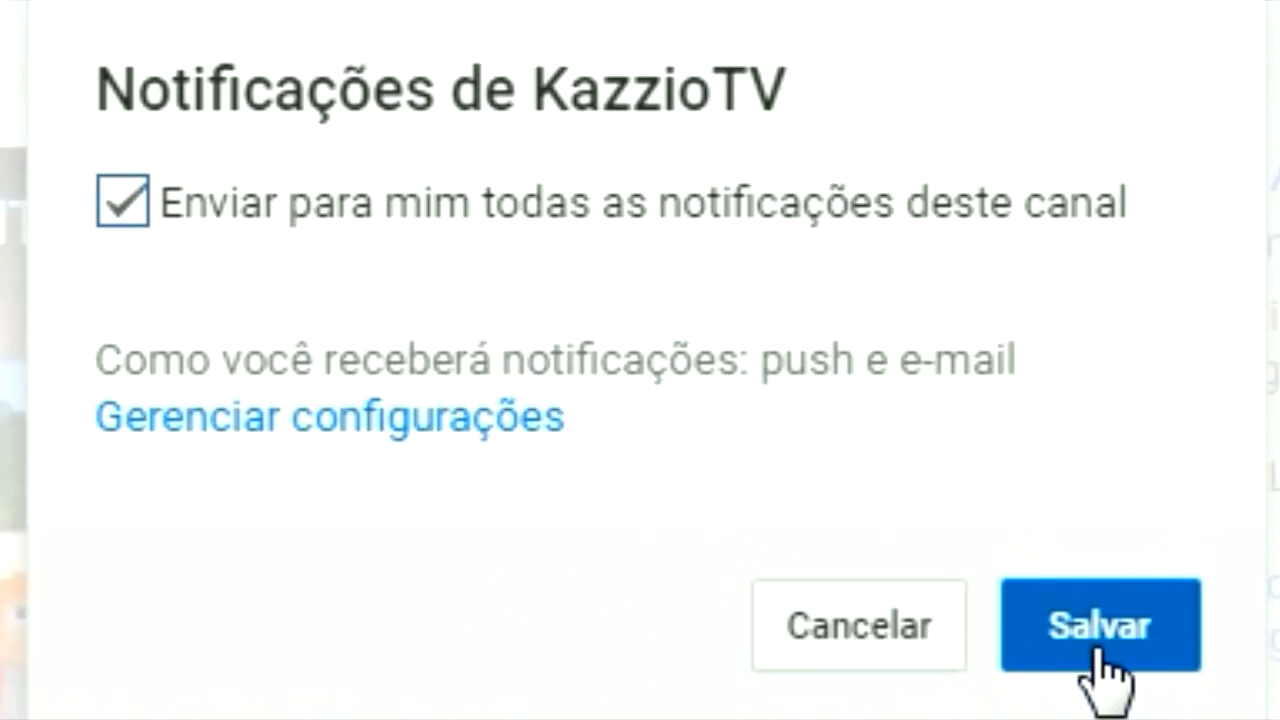 Notificações de KazzioTV
Enviar para mim todas as notificações deste canal
Como você receberá notificações: push e e-mail
Gerenciar configurações
Cancelar
Salvar